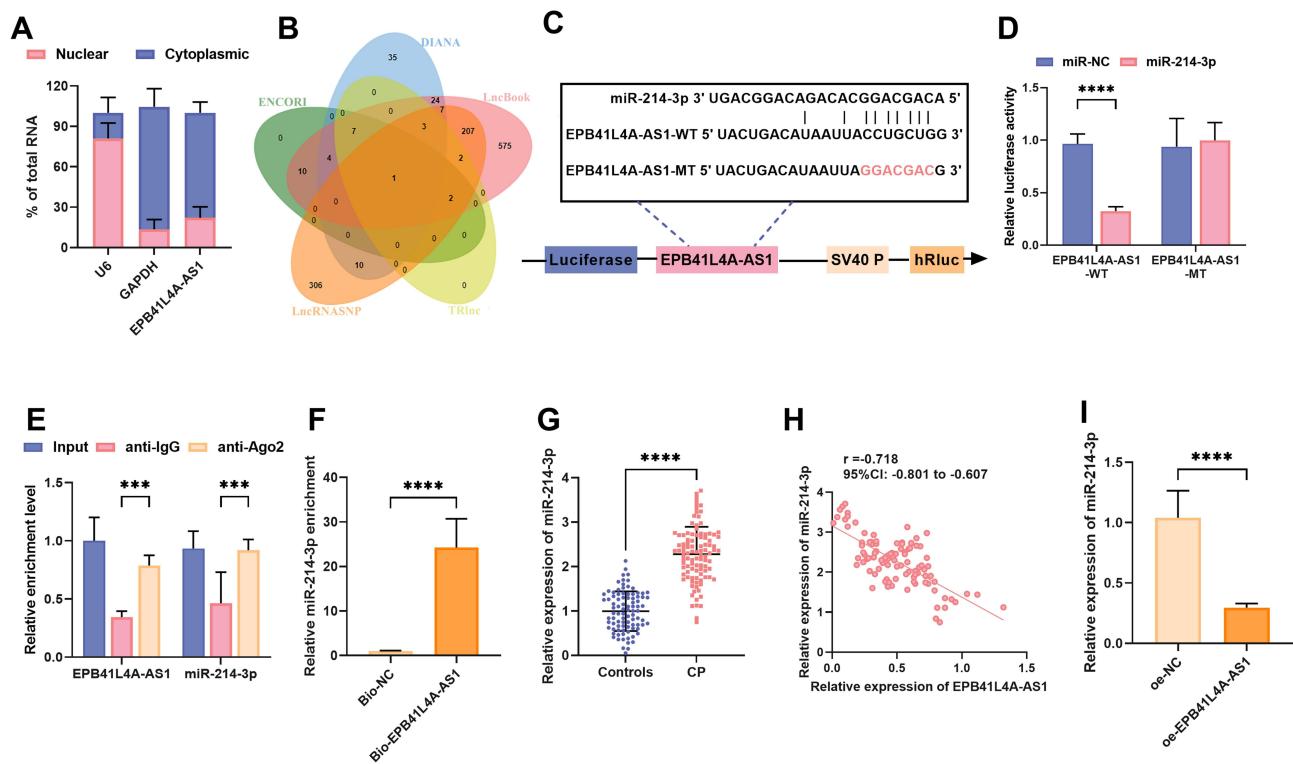 A
Nuclear Cytoplasmic
% of total RNA
120
90
60
30
0
U6
GAPDH
EPB41L4A-AS1
B
DIANA
ENCORI
LncBook
LncRNASNP
TRlnc
35
0
0
24
7
0
0
0
7
3
207
575
4
2
10
1
0
0
2
0
0
0
0
0
0
0
0
10
0
0
306
0
C
miR-214-3p 3' UGACGGACAGACACGGACGACA 5'
EPB41L4A-AS1-WT 5' UACUGACAUAAUUACCUGCUGG 3'
EPB41L4A-AS1-MT 5' UACUGACAUAAUUAGGACGACG 3'
Luciferase EPB41L4A-AS1 SV40 P hRluc
D
miR-NC miR-214-3p
Relative luciferase activity
1.5
1.0
0.5
0.0
****
EPB41L4A-AS1
-WT
EPB41L4A-AS1
-MT
E
Input anti-IgG anti-Ago2
Relative enrichment level
1.5
1.0
0.5
0.0
*** ***
EPB41L4A-AS1 miR-214-3p
F
Relative miR-214-3p enrichment
40
30
20
10
0
****
Bio-NC
Bio-EPB41L4A-AS1
G
Relative expression of miR-214-3p
4
3
2
1
0
****
Controls CP
H
r =-0.718
95%CI: -0.801 to -0.607
Relative expression of miR-214-3p
4
3
2
1
0
0.0 0.5 1.0 1.5
Relative expression of EPB41L4A-AS1
I
Relative expression of miR-214-3p
1.5
1.0
0.5
0.0
****
oe-NC
oe-EPB41L4A-AS1